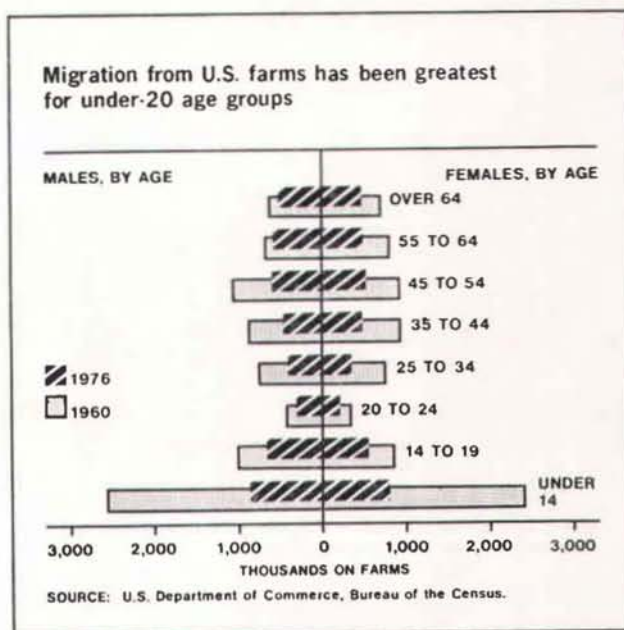 Migration from U.S. farms has been greatest
for under-20 age groups
MALES, BY AGE
FEMALES, BY AGE
OVER 64
55 TO 64
45 TO 54
35 TO 44
25 TO 34
20 TO 24
14 TO 19
UNDER
14
1976
1960
3,000 2,000 1,000 0 1,000 2,000 3,000
THOUSANDS ON FARMS
SOURCE: U.S. Department of Commerce, Bureau of the Census.